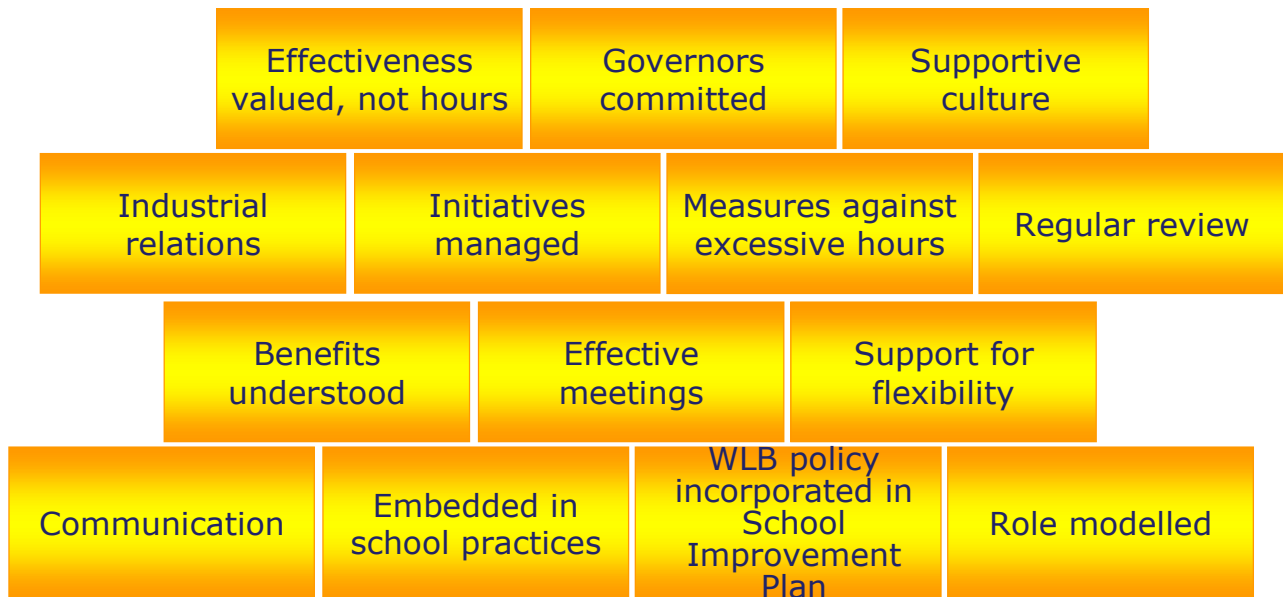 Effectiveness
valued, not hours
Governors
committed
Supportive
culture
Industrial
relations
Initiatives
managed
Measures against
excessive hours
Regular review
Benefits
understood
Effective
meetings
Support for
flexibility
Communication
Embedded in
school practices
WLB policy
incorporated in
School
Improvement
Plan
Role modelled